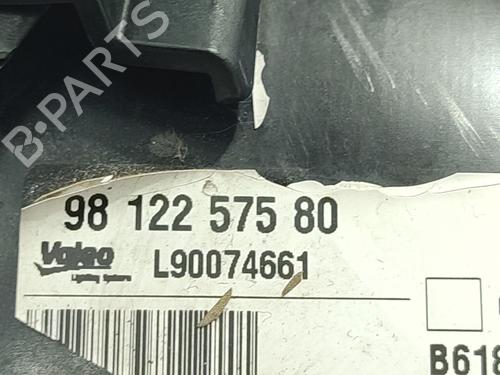 B-PARTS
98 122 575 80
Valeo L90074661
Lighting Systems
B618